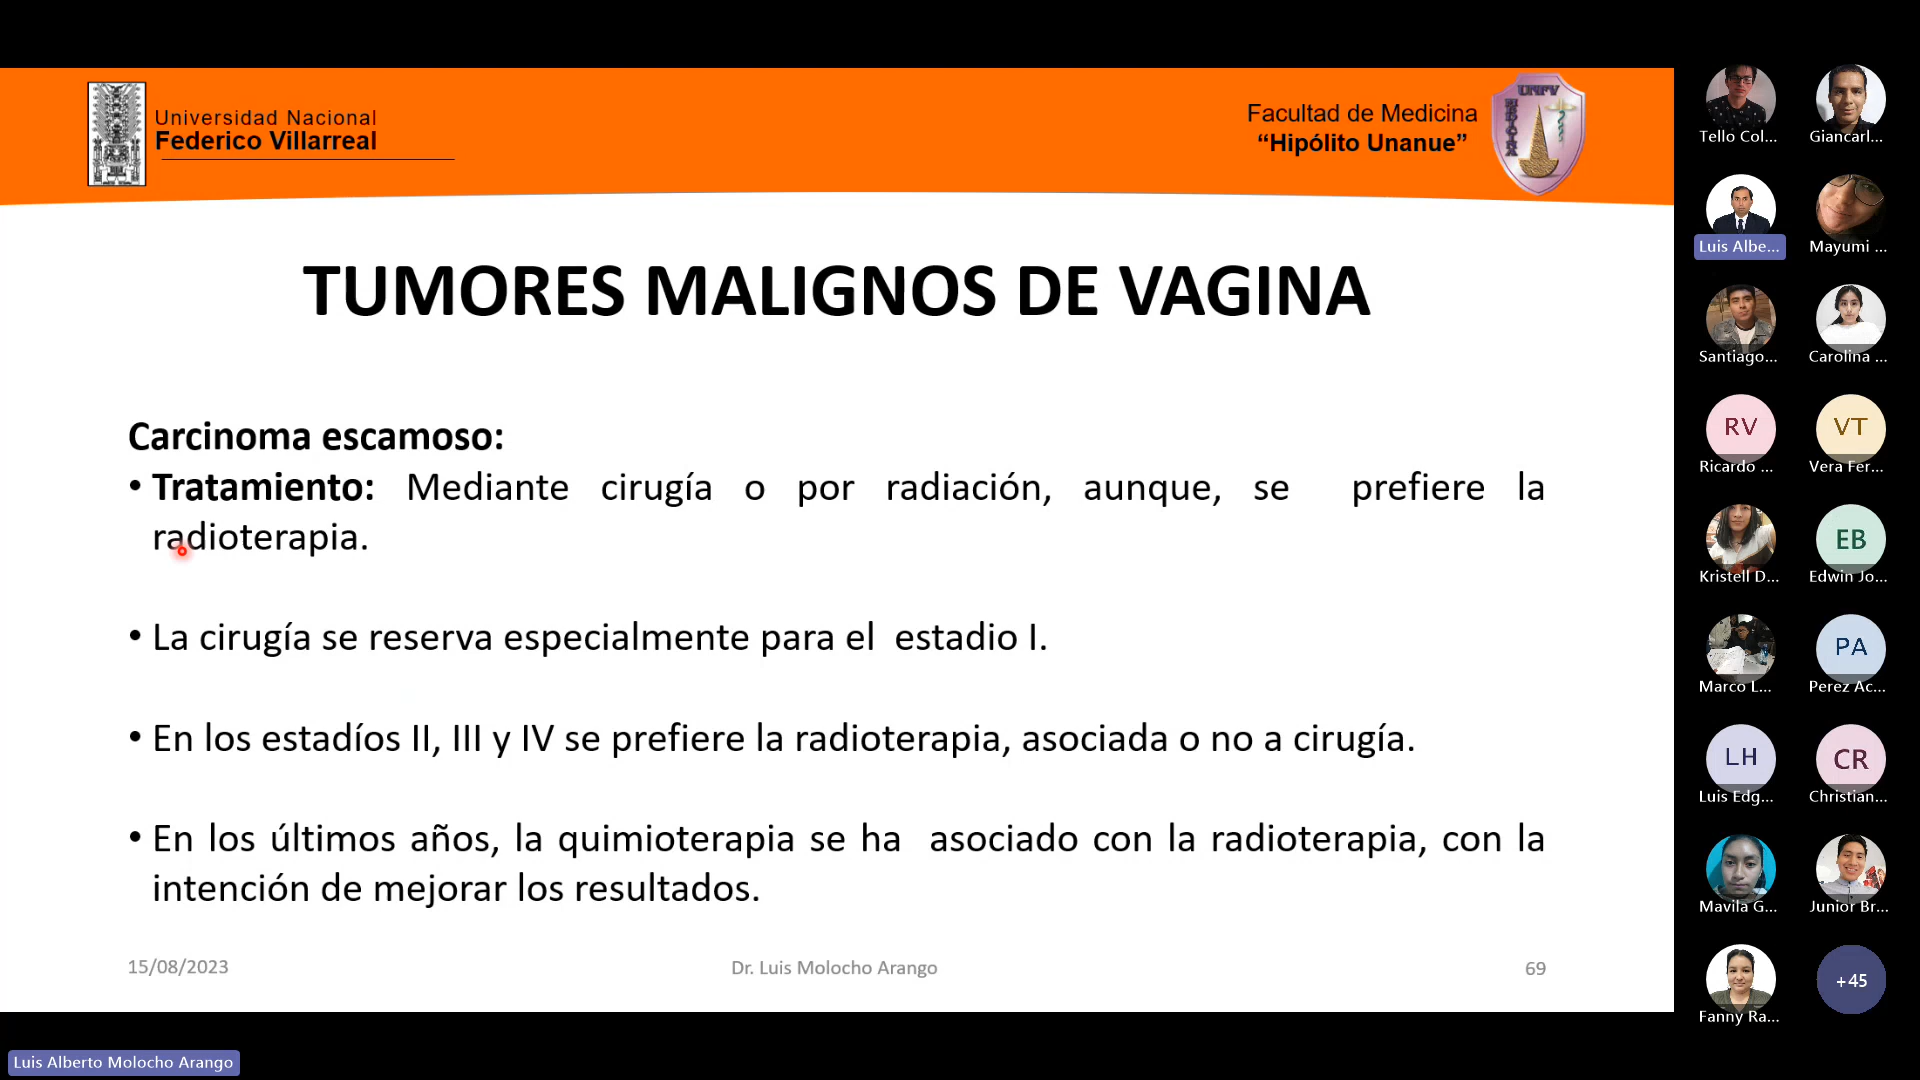 Universidad Nacional
Federico Villarreal
Facultad de Medicina
“Hipólito Unanue”
UNFV
TUMORES MALIGNOS DE VAGINA
Carcinoma escamoso:
• Tratamiento: Mediante cirugía o por radiación, aunque, se prefiere la
radioterapia.
• La cirugía se reserva especialmente para el estadio I.
• En los estadíos II, III y IV se prefiere la radioterapia, asociada o no a cirugía.
• En los últimos años, la quimioterapia se ha asociado con la radioterapia, con la
intención de mejorar los resultados.
15/08/2023
Dr. Luis Molocho Arango
69
Tello Col...
Giancarl...
Luis Albe...
Mayumi ...
Santiago...
Carolina ...
RV
Ricardo ...
VT
Vera Fer...
Kristell D...
EB
Edwin Jo...
Marco L...
PA
Perez Ac...
LH
Luis Edg...
CR
Christian...
Mavila G...
Junior Br...
Fanny Ra...
+45
Luis Alberto Molocho Arango